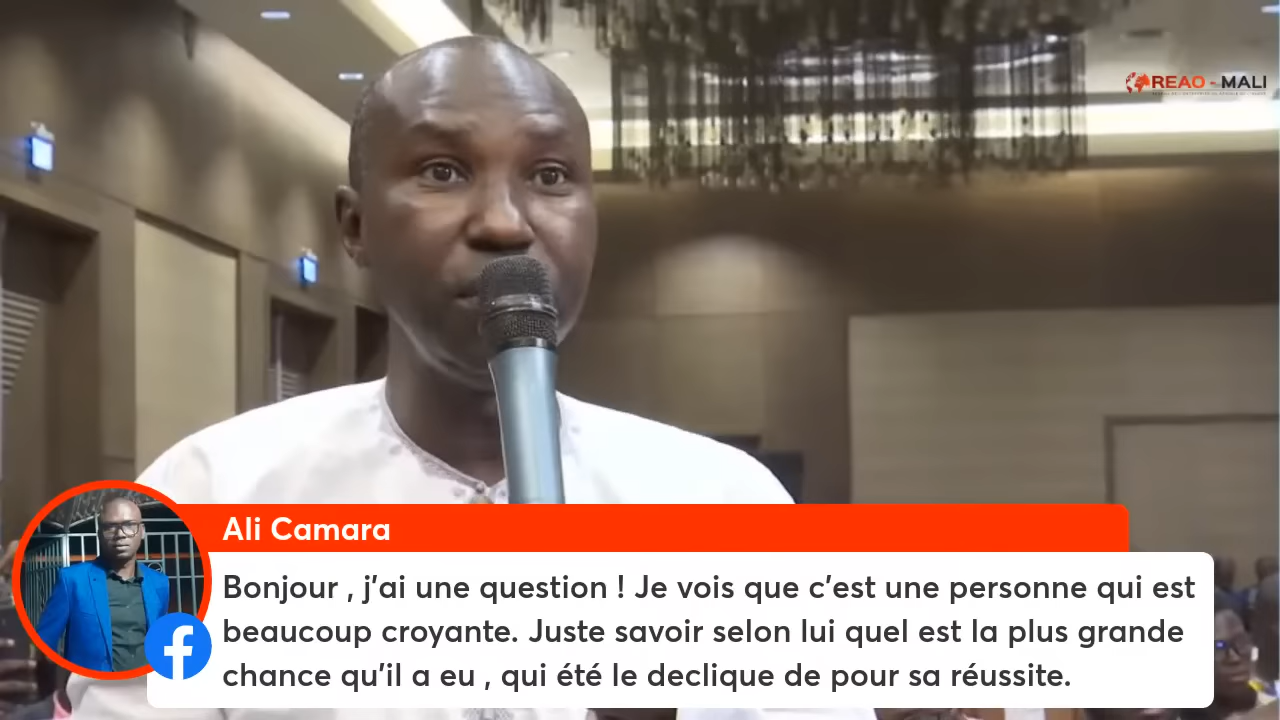 REAO - MALI
Ali Camara
Bonjour , j'ai une question ! Je vois que c'est une personne qui est
beaucoup croyante. Juste savoir selon lui quel est la plus grande
chance qu'il a eu , qui été le declique de pour sa réussite.